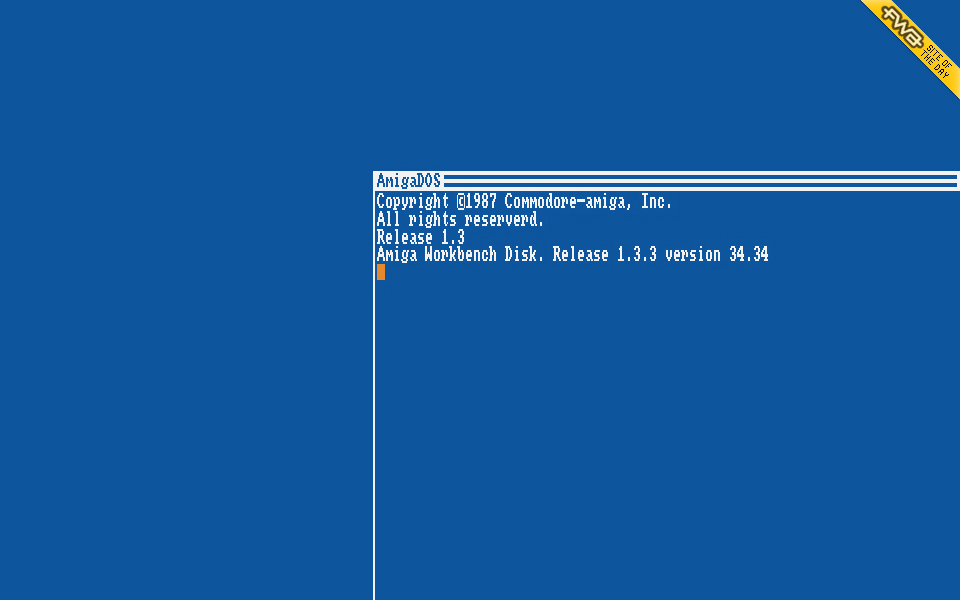 fwa
SITE OF
THE DAY
AmigaDOS
Copyright ©1987 Commodore-amiga, Inc.
All rights reserverd.
Release 1.3
Amiga Workbench Disk. Release 1.3.3 version 34.34